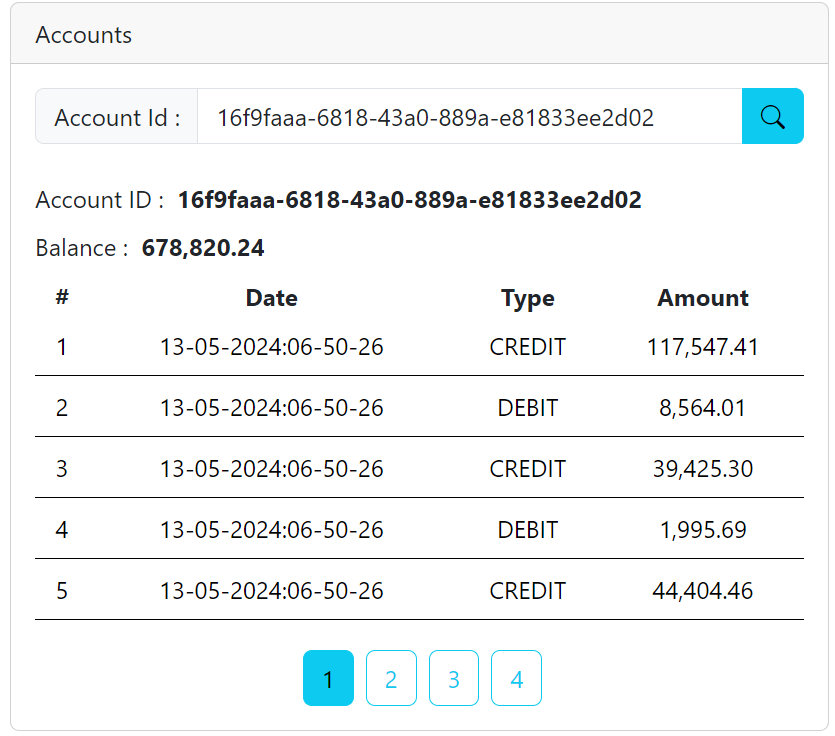 Accounts
Account Id : 16f9faaa-6818-43a0-889a-e81833ee2d02
Account ID : 16f9faaa-6818-43a0-889a-e81833ee2d02
Balance : 678,820.24
# Date Type Amount
1 13-05-2024:06-50-26 CREDIT 117,547.41
2 13-05-2024:06-50-26 DEBIT 8,564.01
3 13-05-2024:06-50-26 CREDIT 39,425.30
4 13-05-2024:06-50-26 DEBIT 1,995.69
5 13-05-2024:06-50-26 CREDIT 44,404.46
1 2 3 4